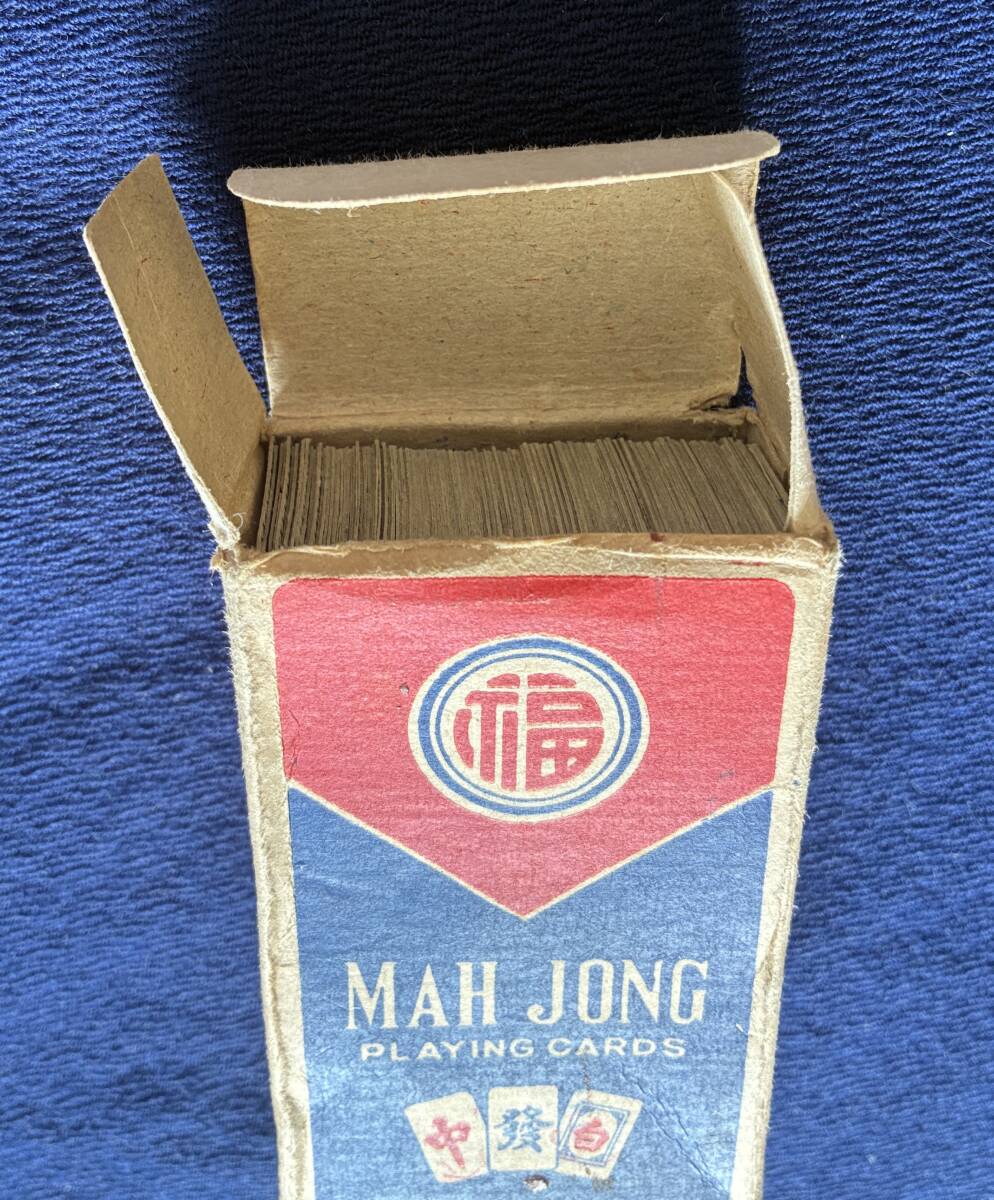 福
MAH JONG
PLAYING CARDS
中 發 白